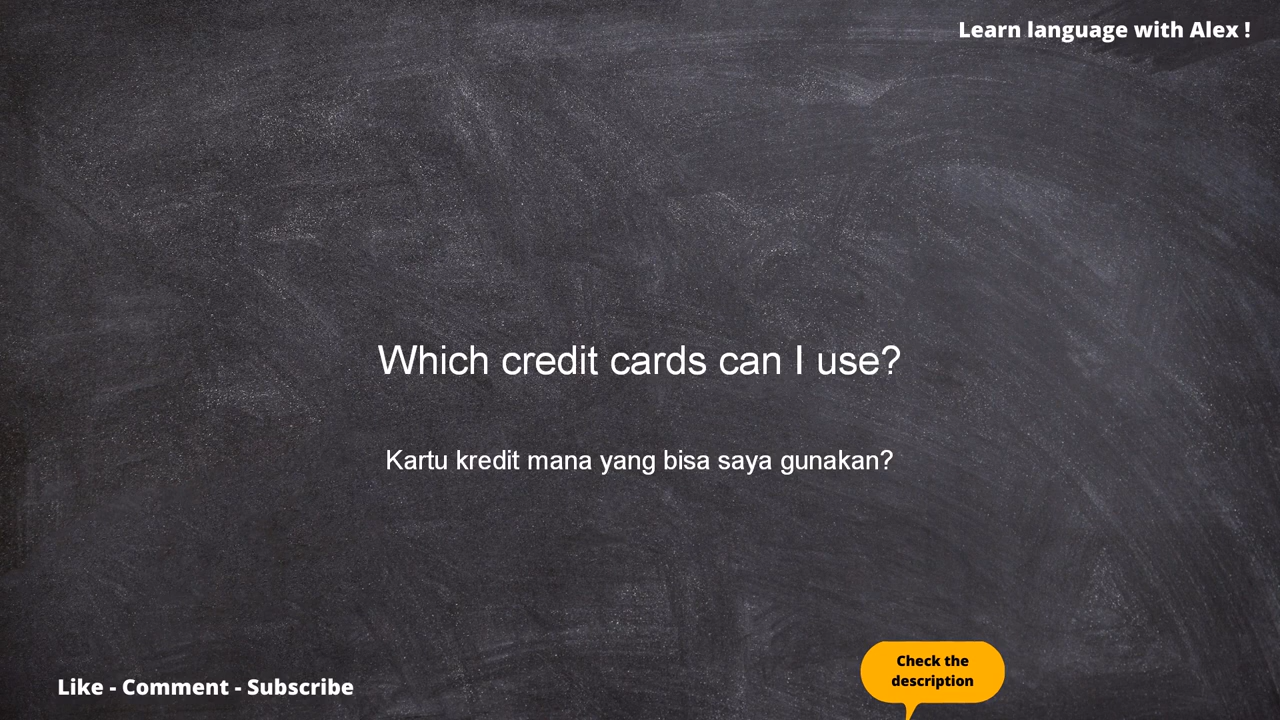 Learn language with Alex !
Which credit cards can I use?
Kartu kredit mana yang bisa saya gunakan?
Like - Comment - Subscribe
Check the
description